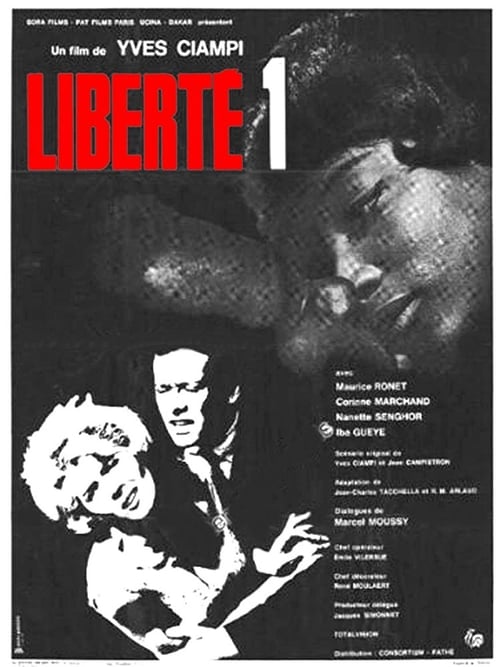 SORA FILMS - PAT FILMS PARIS UCINA - DAKAR présentent
Un film de YVES CIAMPI
LIBERTÉ 1
avec
Maurice RONET
Corinne MARCHAND
Nanette SENGHOR
Iba GUEYE
Scénario original de
Yves CIAMPI et Jean CAMPISTRON
Adaptation de
Jean-Charles TACCHELLA et R. M. ARLAUD
Dialogues de
Marcel MOUSSY
Chef opérateur
Emile VILERBUE
Chef décorateur
René MOULAERT
Producteur délégué
Jacques SIMONNET
TOTALVISION
Distribution : CONSORTIUM - PATHE